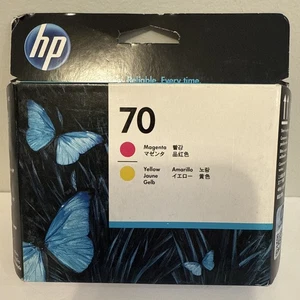 hp
Reliable. Every time.
70
Magenta 빨강
マゼンタ 品红色
Yellow Amarillo 노랑
Jaune イエロー 黄色
Gelb